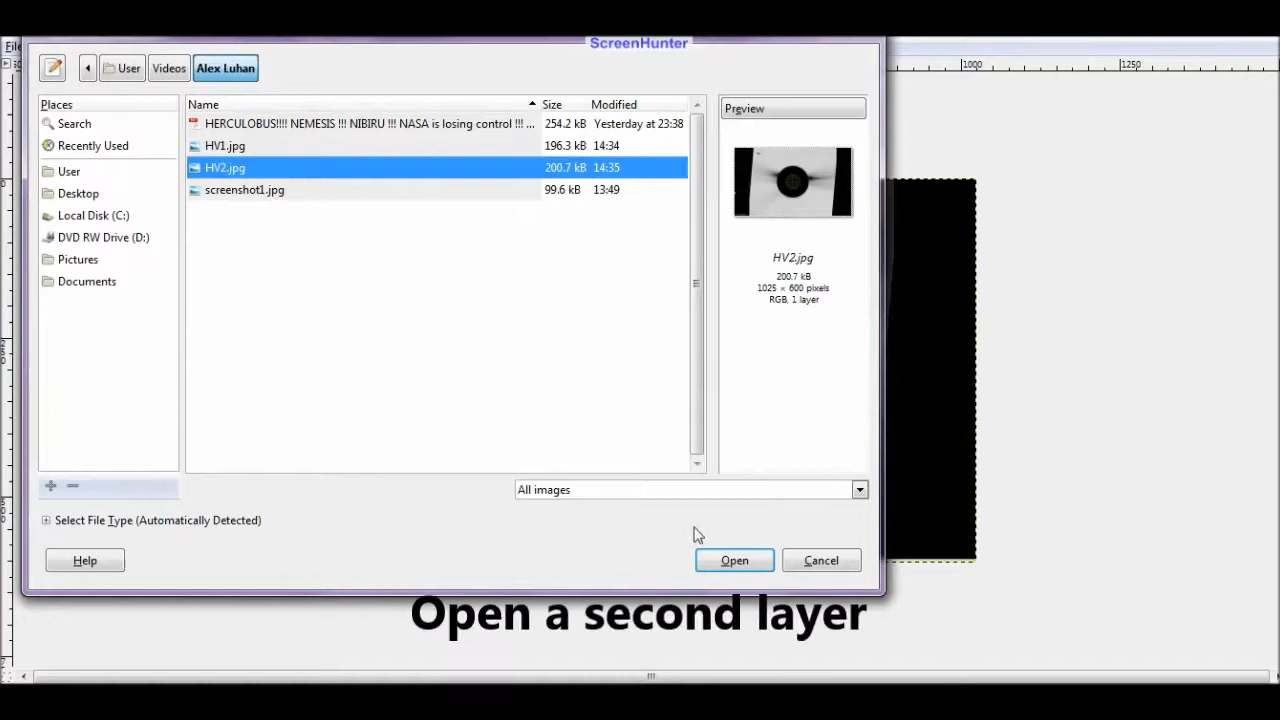 ScreenHunter
Fil
1000
1250
User
Videos
Alex Luhan
Places
Search
Recently Used
User
Desktop
Local Disk (C:)
DVD RW Drive (D:)
Pictures
Documents
Name Size Modified
HERCULOBUS!!!! NEMESIS !!! NIBIRU !!! NASA is losing control !!! ... 254.2 kB Yesterday at 23:38
HV1.jpg 196.3 kB 14:34
HV2.jpg 200.7 kB 14:35
screenshot1.jpg 99.6 kB 13:49
Preview
HV2.jpg
200.7 kB
1025 × 600 pixels
RGB, 1 layer
All images
Select File Type (Automatically Detected)
Help
Open
Cancel
Open a second layer